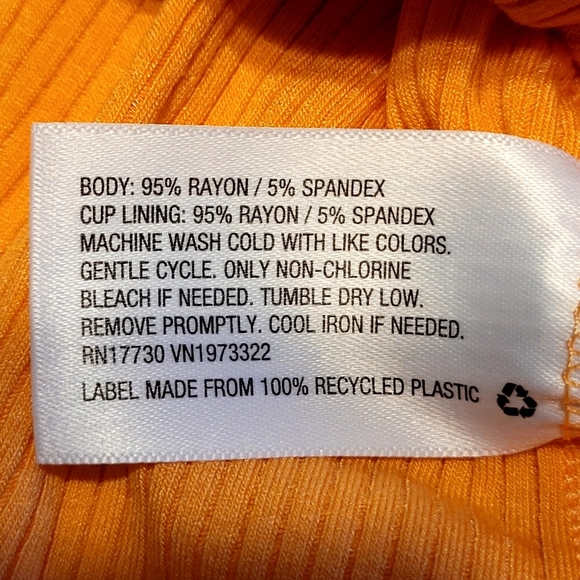 BODY: 95% RAYON / 5% SPANDEX
CUP LINING: 95% RAYON / 5% SPANDEX
MACHINE WASH COLD WITH LIKE COLORS.
GENTLE CYCLE. ONLY NON-CHLORINE
BLEACH IF NEEDED. TUMBLE DRY LOW.
REMOVE PROMPTLY. COOL IRON IF NEEDED.
RN17730 VN1973322
LABEL MADE FROM 100% RECYCLED PLASTIC